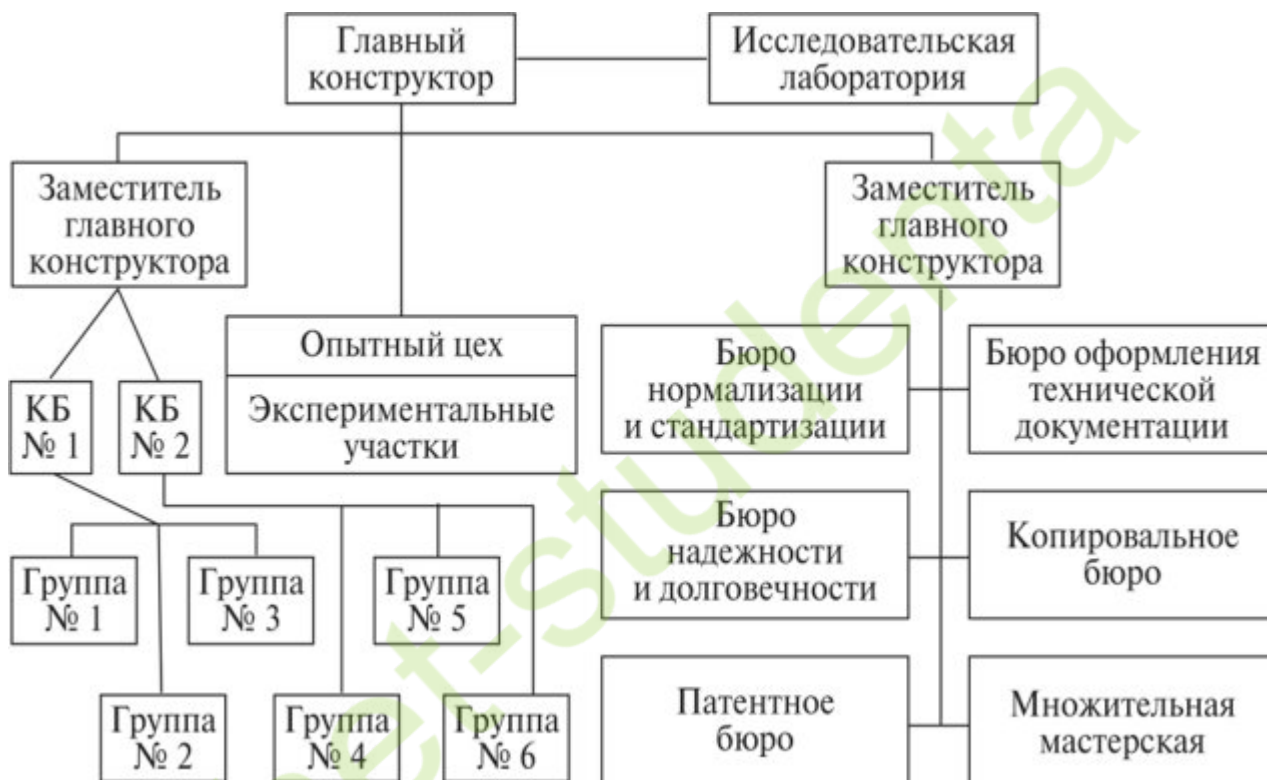 Главный
конструктор
Исследовательская
лаборатория
Заместитель
главного
конструктора
Заместитель
главного
конструктора
Опытный цех
Экспериментальные
участки
КБ
№ 1
КБ
№ 2
Бюро
нормализации
и стандартизации
Бюро оформления
технической
документации
Бюро
надежности
и долговечности
Копировальное
бюро
Группа
№ 1
Группа
№ 3
Группа
№ 5
Группа
№ 2
Группа
№ 4
Группа
№ 6
Патентное
бюро
Множительная
мастерская
et-studenta